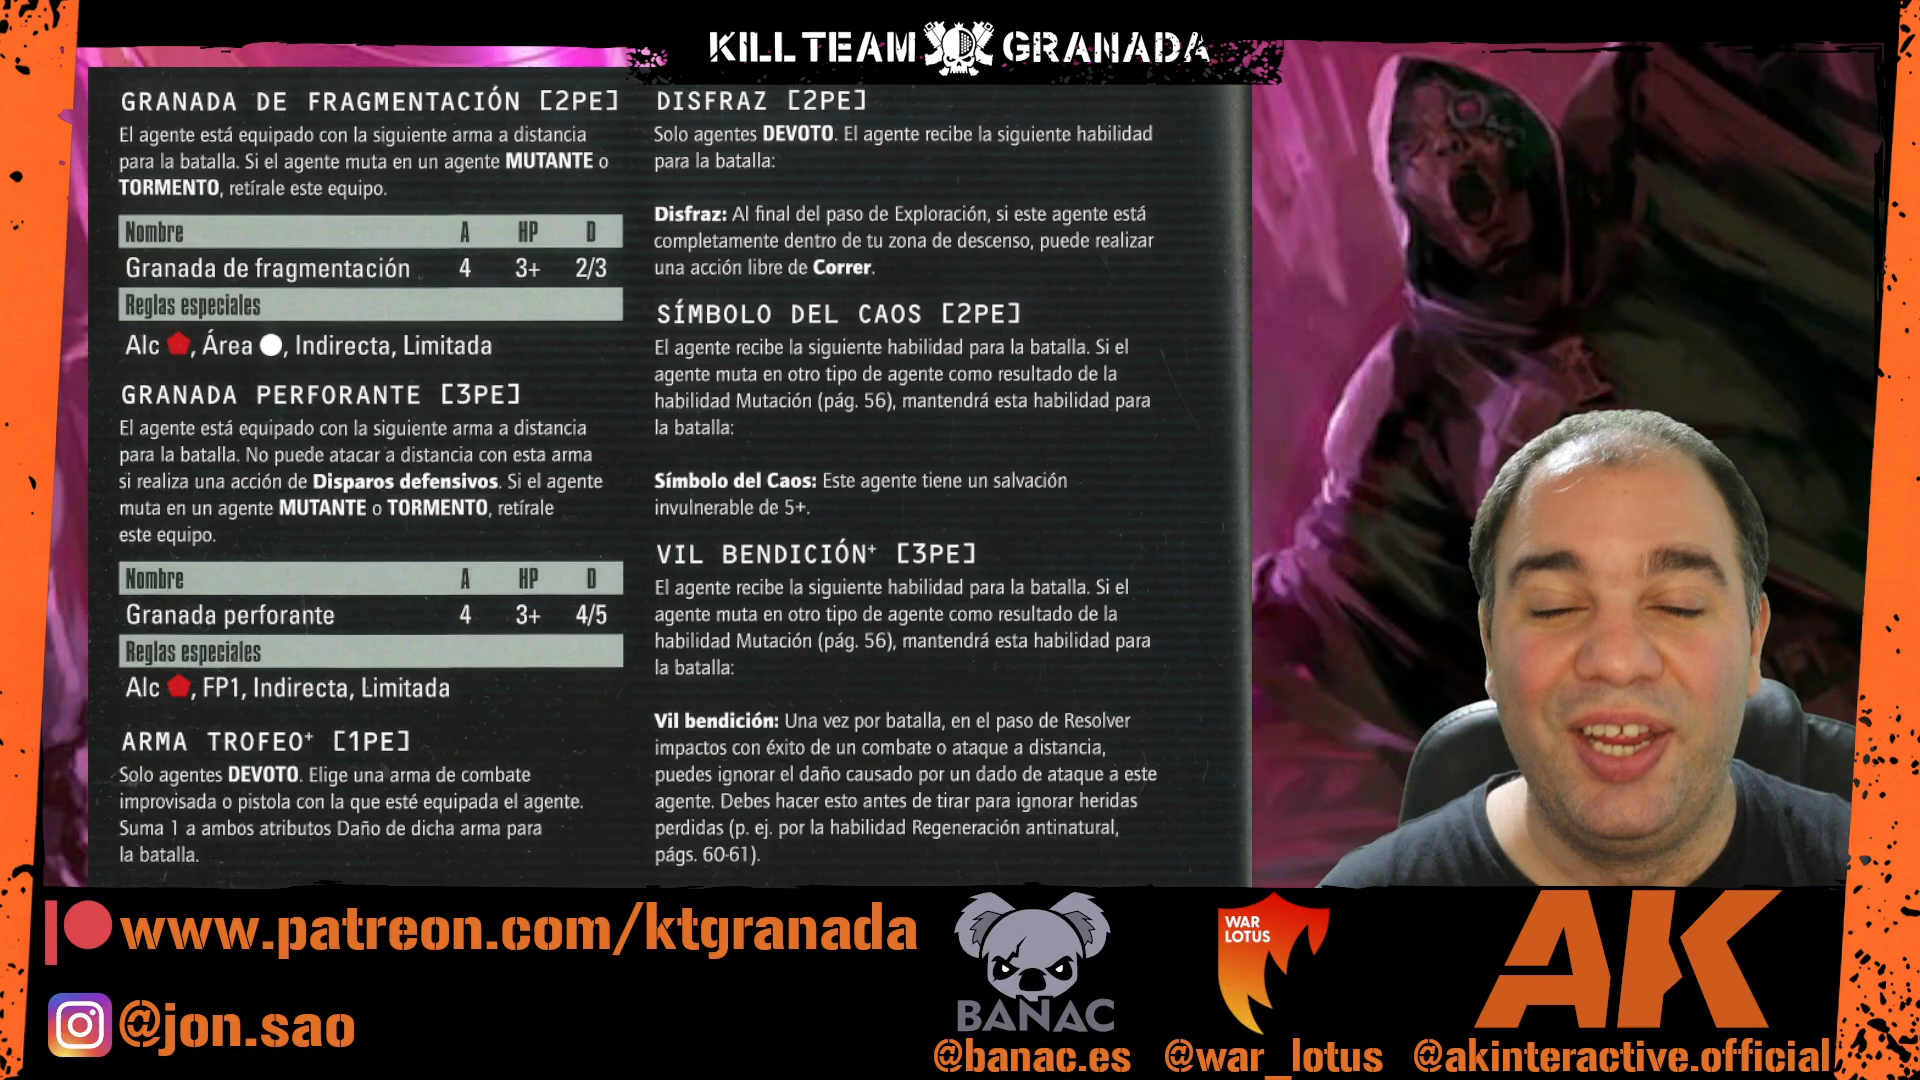 KILL TEAM GRANADA
GRANADA DE FRAGMENTACIÓN [2PE]
El agente está equipado con la siguiente arma a distancia
para la batalla. Si el agente muta en un agente MUTANTE o
TORMENTO, retírale este equipo.
Nombre A HP D
Granada de fragmentación 4 3+ 2/3
Reglas especiales
Alc , Área , Indirecta, Limitada
GRANADA PERFORANTE [3PE]
El agente está equipado con la siguiente arma a distancia
para la batalla. No puede atacar a distancia con esta arma
si realiza una acción de Disparos defensivos. Si el agente
muta en un agente MUTANTE o TORMENTO, retírale
este equipo.
Nombre A HP D
Granada perforante 4 3+ 4/5
Reglas especiales
Alc , FP1, Indirecta, Limitada
ARMA TROFEO+ [1PE]
Solo agentes DEVOTO. Elige una arma de combate
improvisada o pistola con la que esté equipada el agente.
Suma 1 a ambos atributos Daño de dicha arma para
la batalla.
DISFRAZ [2PE]
Solo agentes DEVOTO. El agente recibe la siguiente habilidad
para la batalla:
Disfraz: Al final del paso de Exploración, si este agente está
completamente dentro de tu zona de descenso, puede realizar
una acción libre de Correr.
SÍMBOLO DEL CAOS [2PE]
El agente recibe la siguiente habilidad para la batalla. Si el
agente muta en otro tipo de agente como resultado de la
habilidad Mutación (pág. 56), mantendrá esta habilidad para
la batalla:
Símbolo del Caos: Este agente tiene un salvación
invulnerable de 5+.
VIL BENDICIÓN+ [3PE]
El agente recibe la siguiente habilidad para la batalla. Si el
agente muta en otro tipo de agente como resultado de la
habilidad Mutación (pág. 56), mantendrá esta habilidad para
la batalla:
Vil bendición: Una vez por batalla, en el paso de Resolver
impactos con éxito de un combate o ataque a distancia,
puedes ignorar el daño causado por un dado de ataque a este
agente. Debes hacer esto antes de tirar para ignorar heridas
perdidas (p. ej. por la habilidad Regeneración antinatural,
págs. 60-61).
www.patreon.com/ktgranada
@jon.sao
BANAC
@banac.es
WAR
LOTUS
@war_lotus
AK
@akinteractive.official